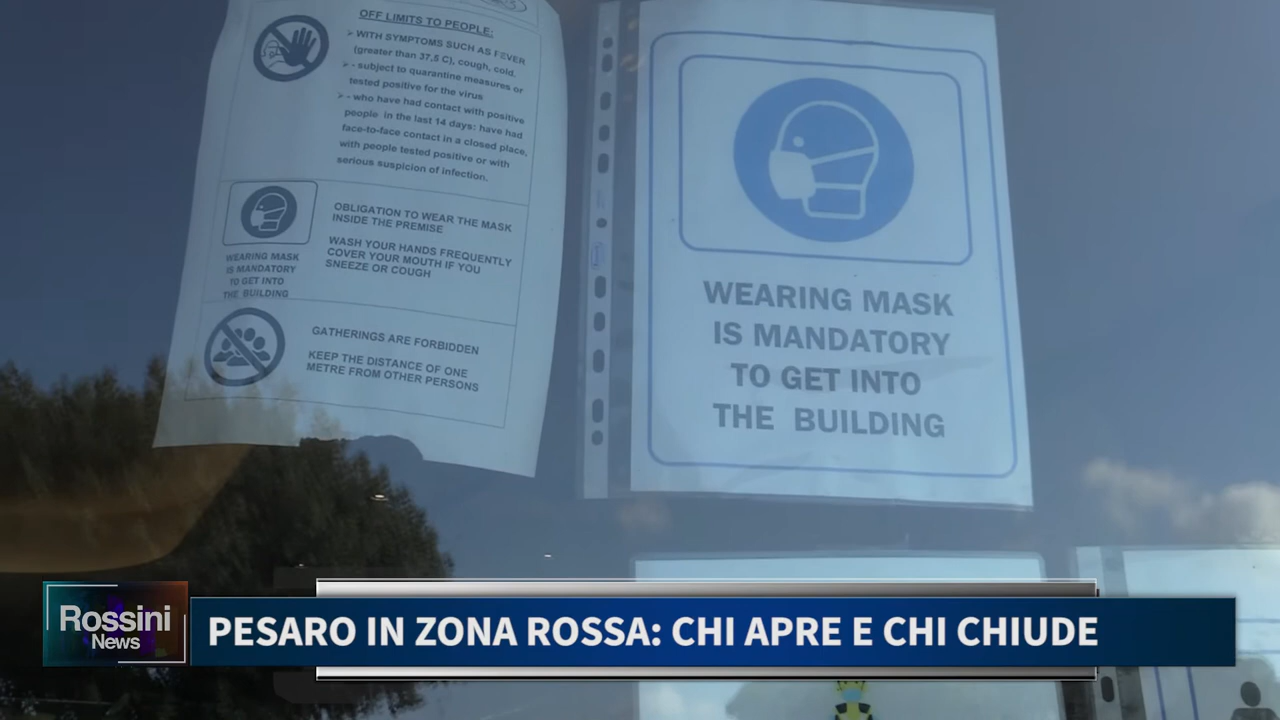 OFF LIMITS TO PEOPLE:
➢ WITH SYMPTOMS SUCH AS FEVER
(greater than 37,5 C), cough, cold,
➢ - subject to quarantine measures or
tested positive for the virus
➢ - who have had contact with positive
people in the last 14 days: have had
face-to-face contact in a closed place,
with people tested positive or with
serious suspicion of infection.
WEARING MASK
IS MANDATORY
TO GET INTO
THE BUILDING
OBLIGATION TO WEAR THE MASK
INSIDE THE PREMISE
WASH YOUR HANDS FREQUENTLY
COVER YOUR MOUTH IF YOU
SNEEZE OR COUGH
GATHERINGS ARE FORBIDDEN
KEEP THE DISTANCE OF ONE
METRE FROM OTHER PERSONS
WEARING MASK
IS MANDATORY
TO GET INTO
THE BUILDING
Rossini
News
PESARO IN ZONA ROSSA: CHI APRE E CHI CHIUDE